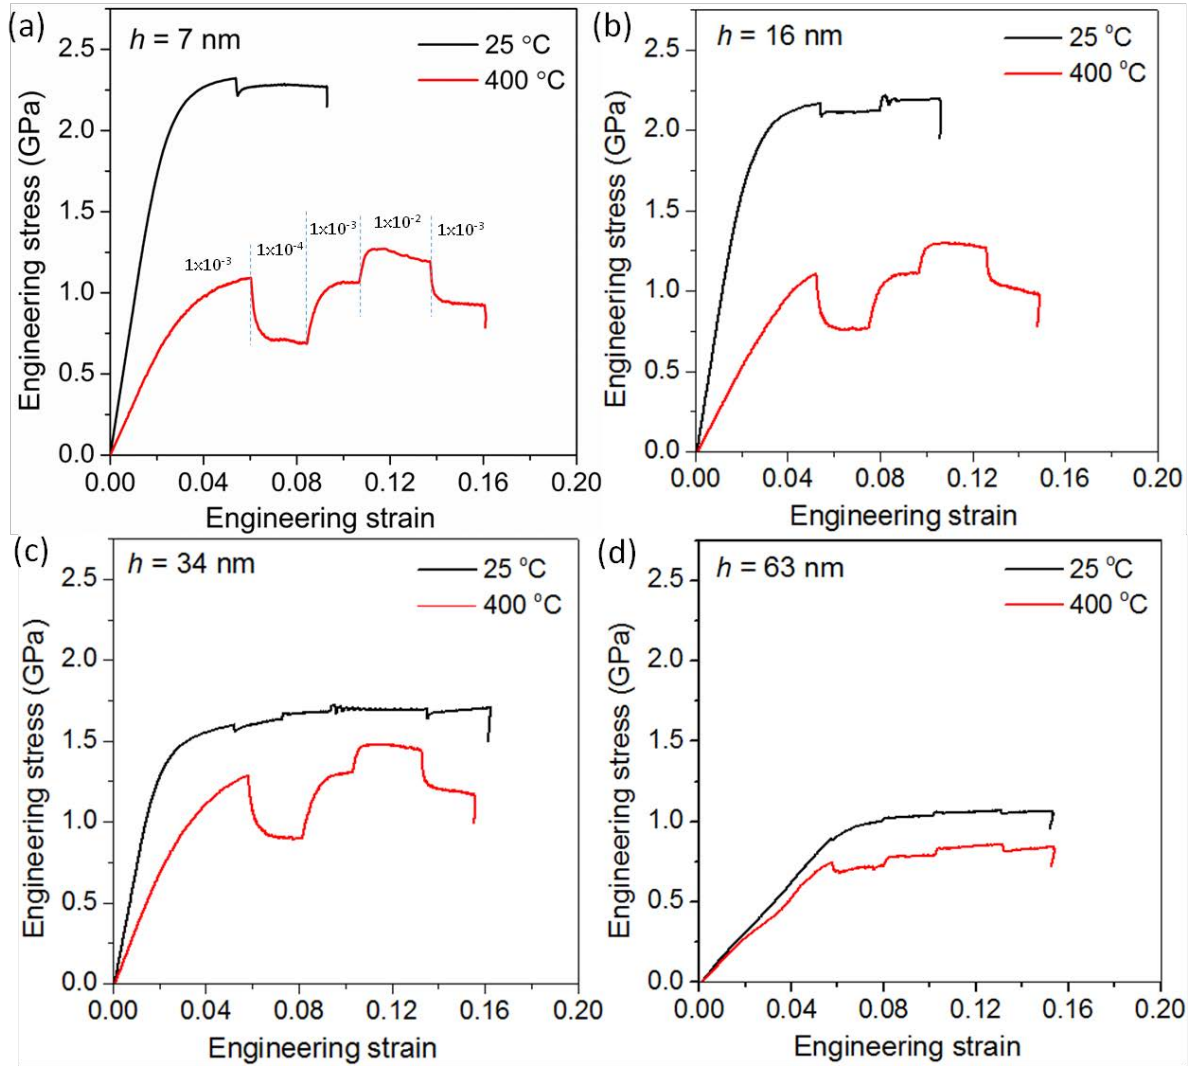 (a)
h = 7 nm
25 °C
400 °C
Engineering stress (GPa)
2.5
2.0
1.5
1.0
0.5
0.0
1x10⁻³
1x10⁻⁴
1x10⁻³
1x10⁻²
1x10⁻³
0.00 0.04 0.08 0.12 0.16 0.20
Engineering strain
(b)
h = 16 nm
25 °C
400 °C
Engineering stress (GPa)
2.5
2.0
1.5
1.0
0.5
0.0
0.00 0.04 0.08 0.12 0.16 0.20
Engineering strain
(c)
h = 34 nm
25 °C
400 °C
Engineering stress (GPa)
2.5
2.0
1.5
1.0
0.5
0.0
0.00 0.04 0.08 0.12 0.16 0.20
Engineering strain
(d)
h = 63 nm
25 °C
400 °C
Engineering stress (GPa)
2.5
2.0
1.5
1.0
0.5
0.0
0.00 0.04 0.08 0.12 0.16 0.20
Engineering strain